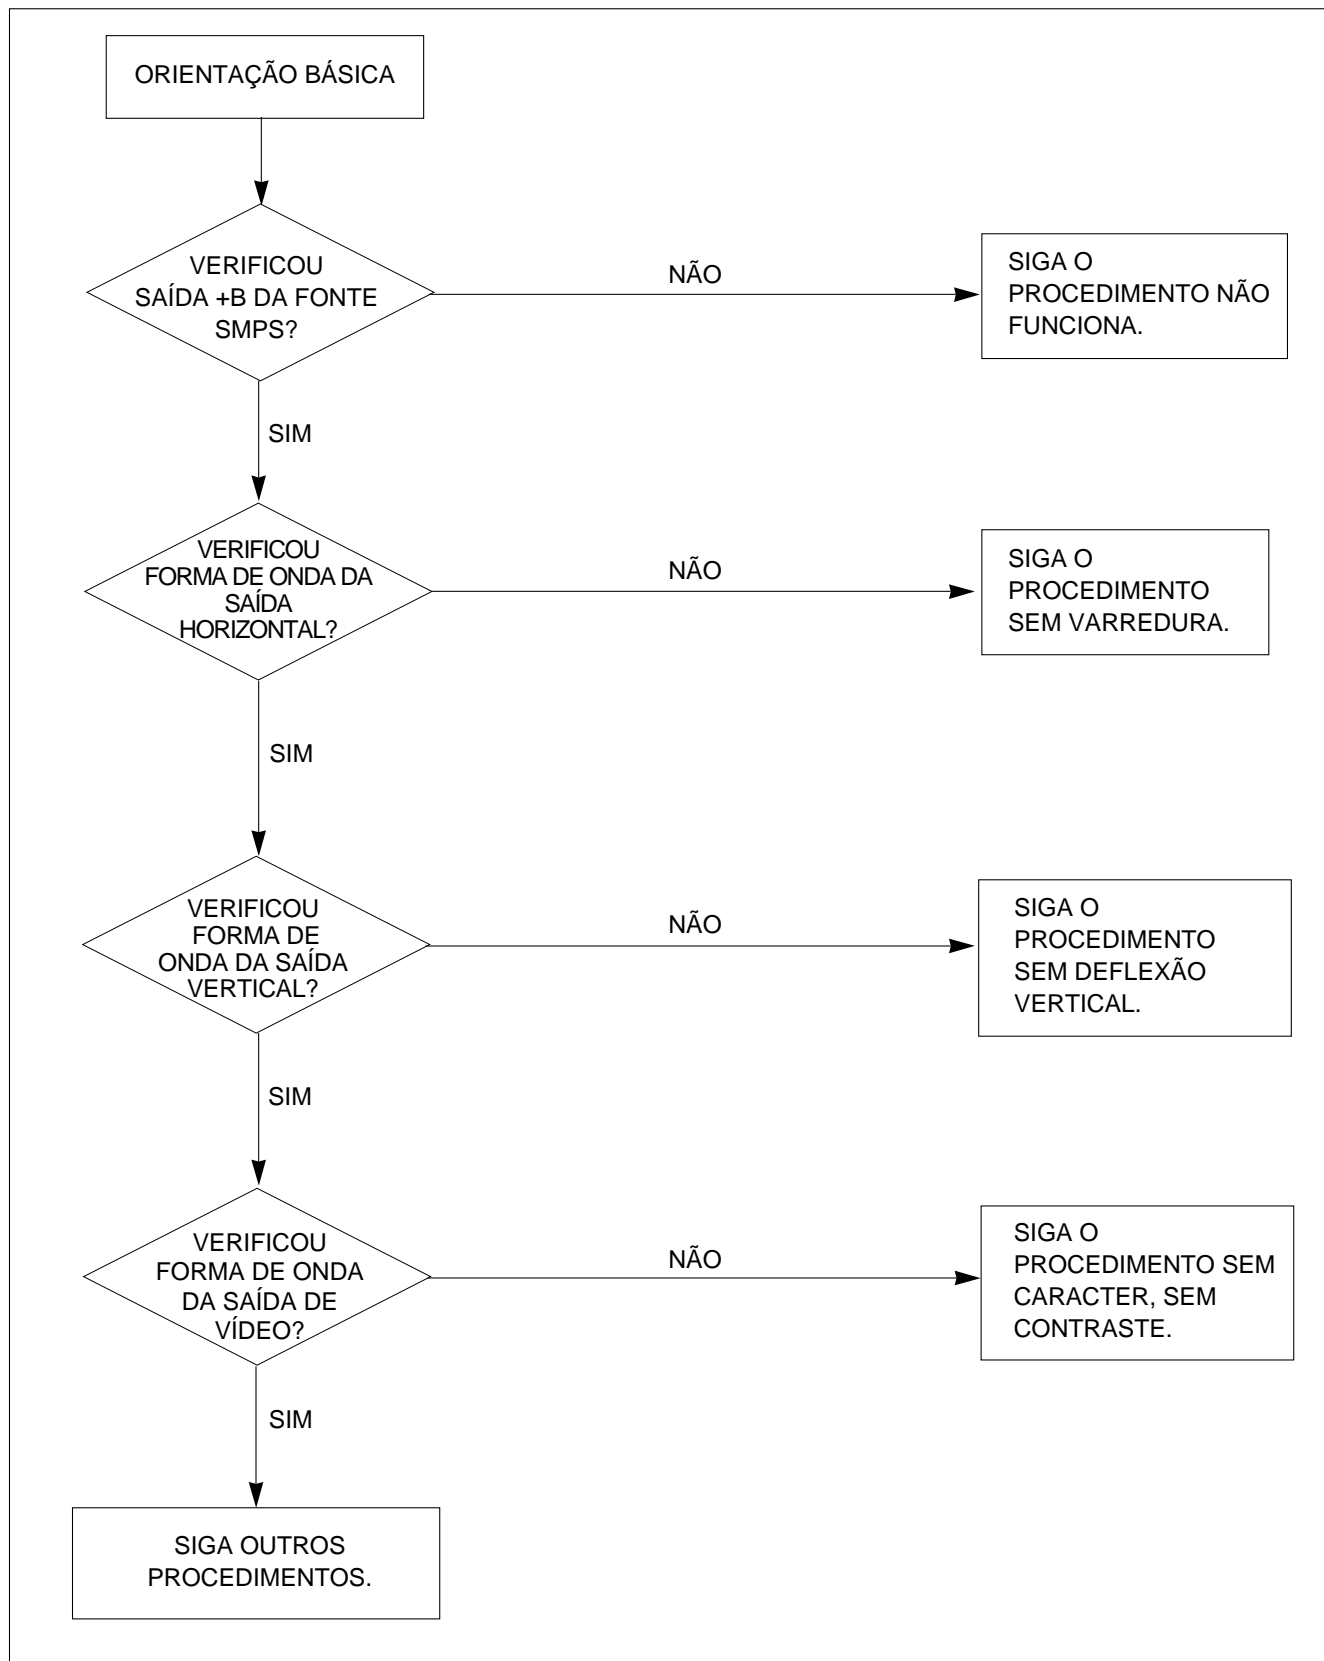 ORIENTAÇÃO BÁSICA
VERIFICOU
SAÍDA +B DA FONTE
SMPS?
NÃO
SIGA O
PROCEDIMENTO NÃO
FUNCIONA.
SIM
VERIFICOU
FORMA DE ONDA DA
SAÍDA
HORIZONTAL?
NÃO
SIGA O
PROCEDIMENTO
SEM VARREDURA.
SIM
VERIFICOU
FORMA DE
ONDA DA SAÍDA
VERTICAL?
NÃO
SIGA O
PROCEDIMENTO
SEM DEFLEXÃO
VERTICAL.
SIM
VERIFICOU
FORMA DE ONDA
DA SAÍDA DE
VÍDEO?
NÃO
SIGA O
PROCEDIMENTO SEM
CARACTER, SEM
CONTRASTE.
SIM
SIGA OUTROS
PROCEDIMENTOS.